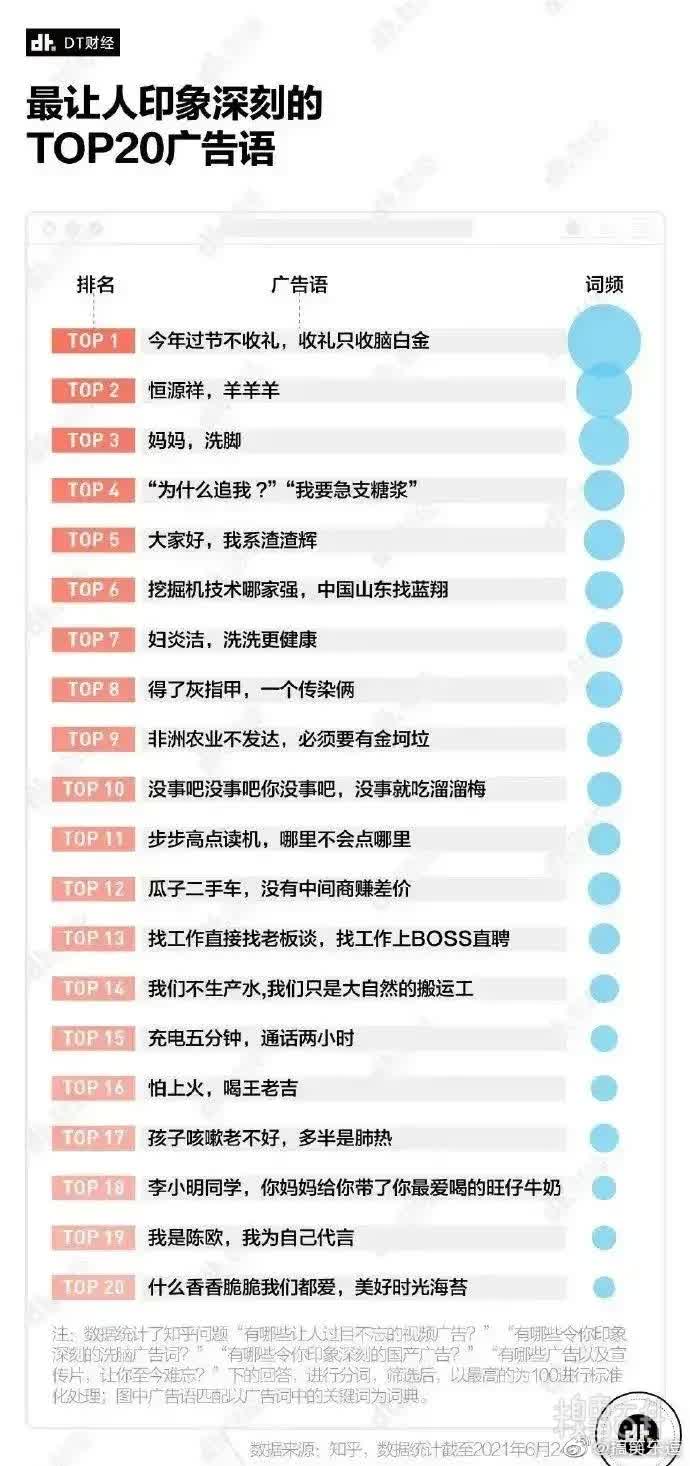 DT财经
最让人印象深刻的
TOP20广告语
排名 广告语 词频
TOP 1 今年过节不收礼，收礼只收脑白金
TOP 2 恒源祥，羊羊羊
TOP 3 妈妈，洗脚
TOP 4 “为什么追我？”“我要急支糖浆”
TOP 5 大家好，我系渣渣辉
TOP 6 挖掘机技术哪家强，中国山东找蓝翔
TOP 7 妇炎洁，洗洗更健康
TOP 8 得了灰指甲，一个传染俩
TOP 9 非洲农业不发达，必须要有金坷垃
TOP 10 没事吧没事吧你没事吧，没事就吃溜溜梅
TOP 11 步步高点读机，哪里不会点哪里
TOP 12 瓜子二手车，没有中间商赚差价
TOP 13 找工作直接找老板谈，找工作上BOSS直聘
TOP 14 我们不生产水,我们只是大自然的搬运工
TOP 15 充电五分钟，通话两小时
TOP 16 怕上火，喝王老吉
TOP 17 孩子咳嗽老不好，多半是肺热
TOP 18 李小明同学，你妈妈给你带了你最爱喝的旺仔牛奶
TOP 19 我是陈欧，我为自己代言
TOP 20 什么香香脆脆我们都爱，美好时光海苔
注：数据统计了知乎问题“有哪些让人过目不忘的视频广告？”“有哪些令你印象
深刻的洗脑广告词？”“有哪些令你印象深刻的国产广告？”“有哪些广告以及宣
传片，让你至今难忘？”下的回答，进行分词，筛选后，以最高的为100进行标准
化处理；图中广告语匹配以广告词中的关键词为词典。
数据来源：知乎，数据统计截至2021年6月2